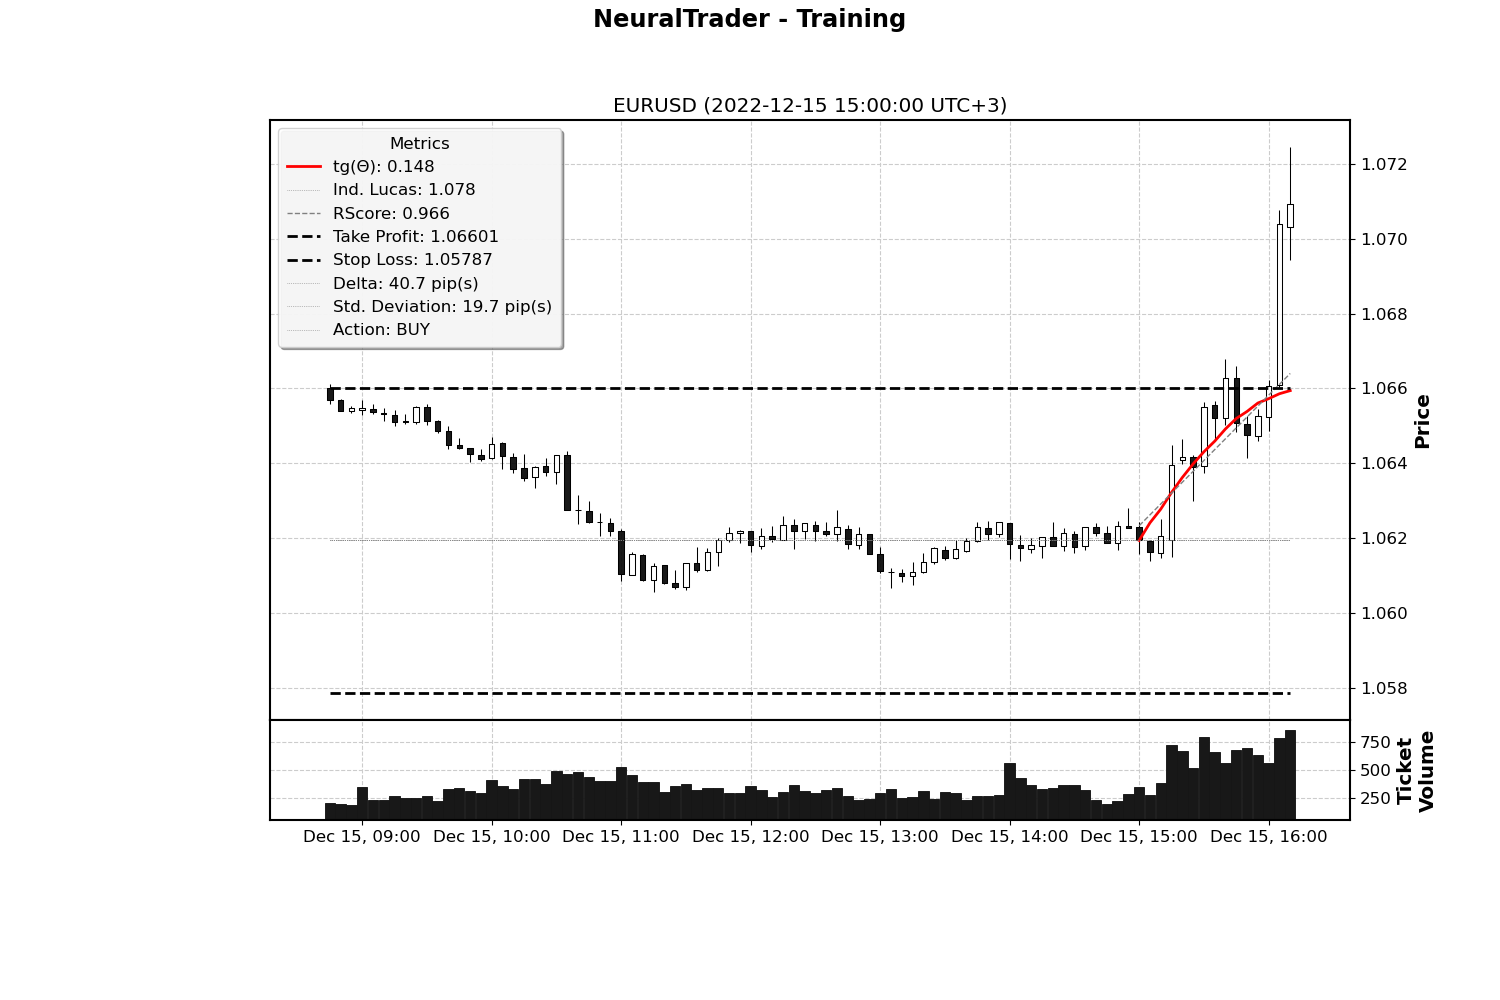 NeuralTrader - Training
EURUSD (2022-12-15 15:00:00 UTC+3)
Metrics
tg(Θ): 0.148
Ind. Lucas: 1.078
RScore: 0.966
Take Profit: 1.06601
Stop Loss: 1.05787
Delta: 40.7 pip(s)
Std. Deviation: 19.7 pip(s)
Action: BUY
1.072
1.070
1.068
1.066
1.064
1.062
1.060
1.058
Price
750
500
250
Ticket
Volume
Dec 15, 09:00 Dec 15, 10:00 Dec 15, 11:00 Dec 15, 12:00 Dec 15, 13:00 Dec 15, 14:00 Dec 15, 15:00 Dec 15, 16:00